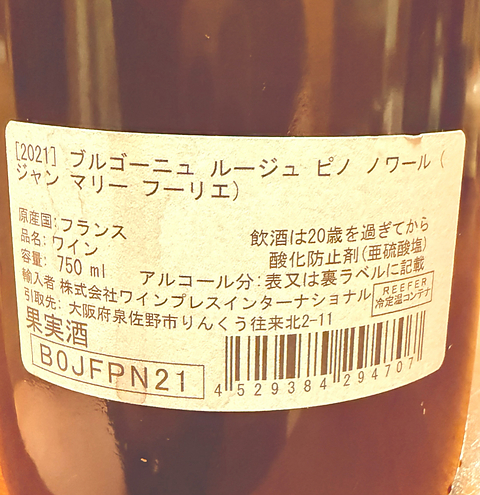 [2021] ブルゴーニュ ルージュ ピノ ノワール(
ジャン マリー フーリエ)
原産国:フランス
品名:ワイン
容量: 750 ml
飲酒は20歳を過ぎてから
酸化防止剤(亜硫酸塩)
アルコール分:表又は裏ラベルに記載
輸入者 株式会社ワインプレスインターナショナル
引取先: 大阪府泉佐野市りんくう往来北2-11
REEFER
冷定温コンテナ
果実酒
B0JFPN21
4 529384 294707